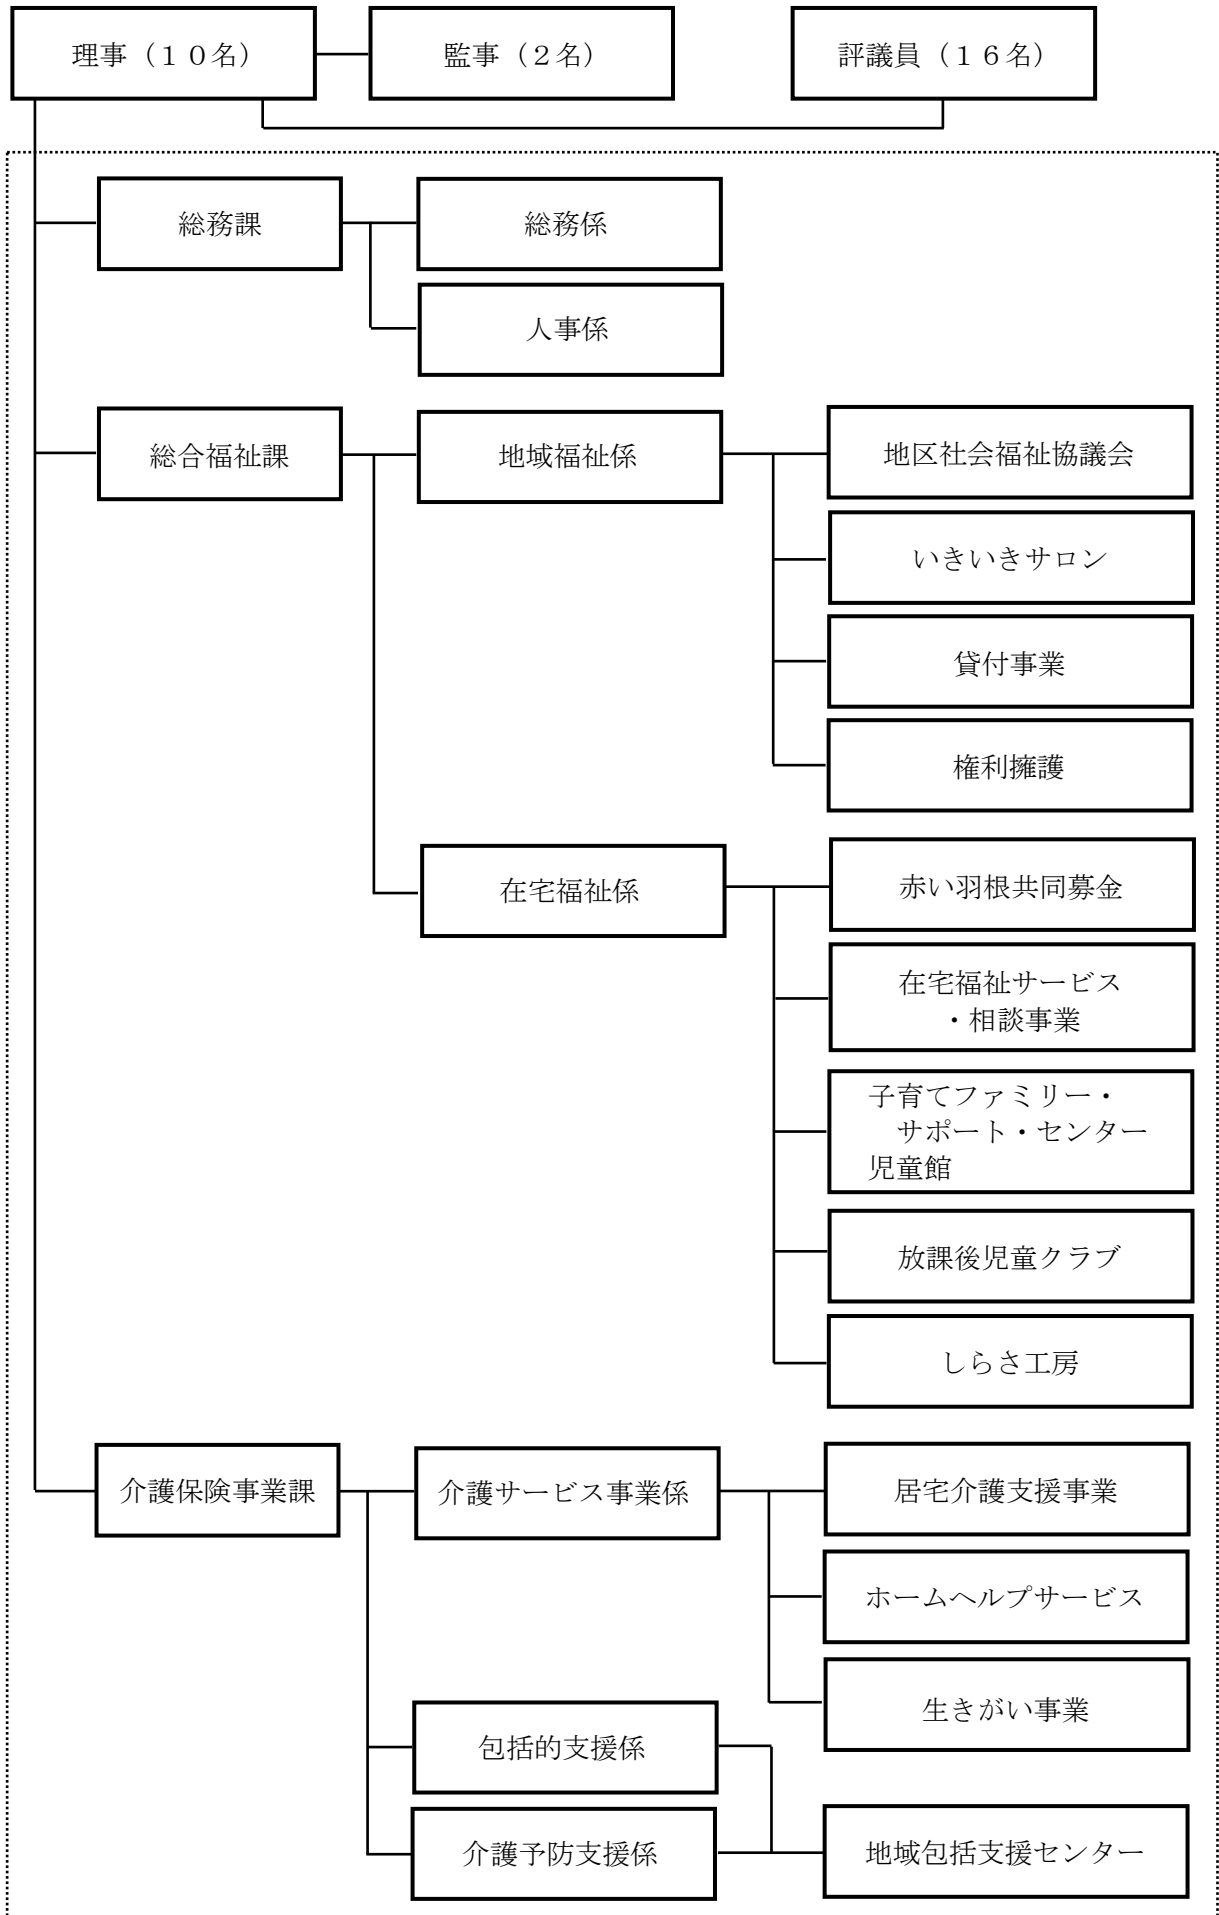 理事（１０名）
監事（２名）
評議員（１６名）
総務課
総務係
人事係
総合福祉課
地域福祉係
地区社会福祉協議会
いきいきサロン
貸付事業
権利擁護
在宅福祉係
赤い羽根共同募金
在宅福祉サービス
・相談事業
子育てファミリー・
サポート・センター
児童館
放課後児童クラブ
しらさ工房
介護保険事業課
介護サービス事業係
居宅介護支援事業
ホームヘルプサービス
生きがい事業
包括的支援係
介護予防支援係
地域包括支援センター